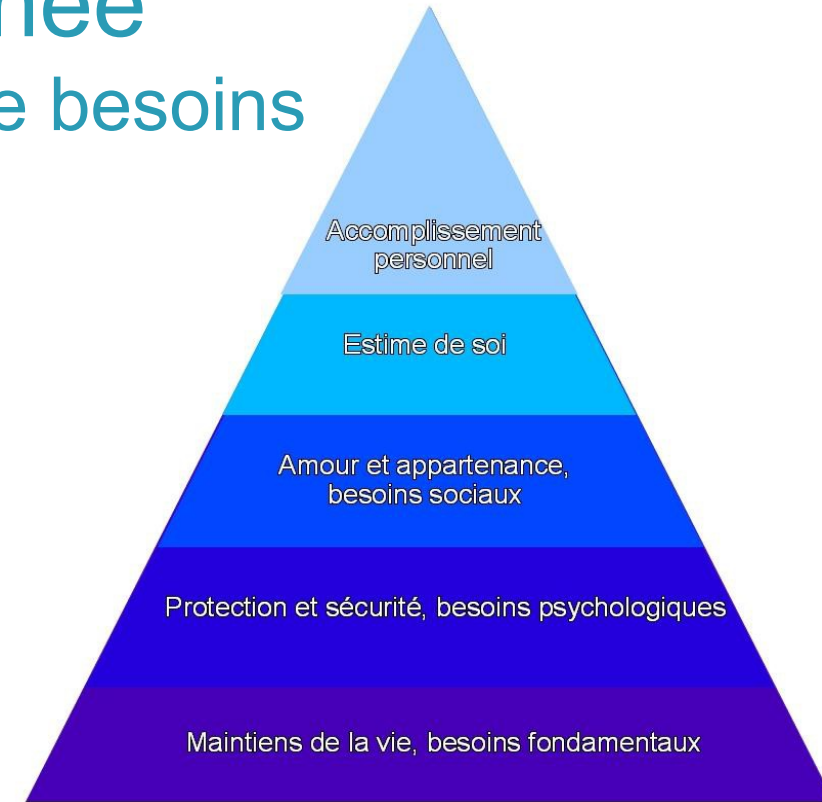 besoins
Accomplissement
personnel
Estime de soi
Amour et appartenance,
besoins sociaux
Protection et sécurité, besoins psychologiques
Maintiens de la vie, besoins fondamentaux